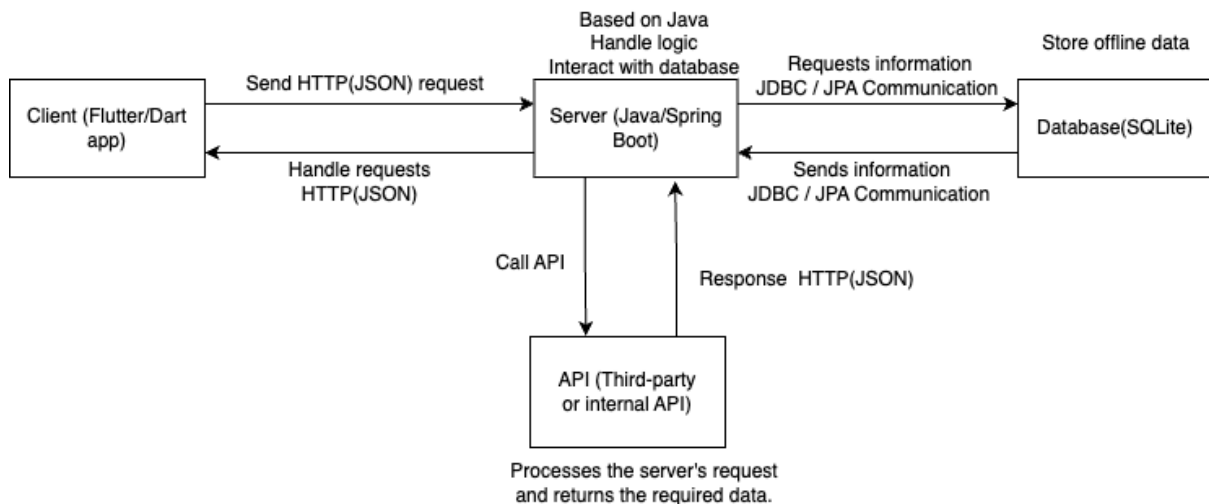 Based on Java
Handle logic
Interact with database
Store offline data
Send HTTP(JSON) request
Requests information
JDBC / JPA Communication
Client (Flutter/Dart
app)
Server (Java/Spring
Boot)
Database(SQLite)
Handle requests
HTTP(JSON)
Sends information
JDBC / JPA Communication
Call API
Response HTTP(JSON)
API (Third-party
or internal API)
Processes the server's request
and returns the required data.